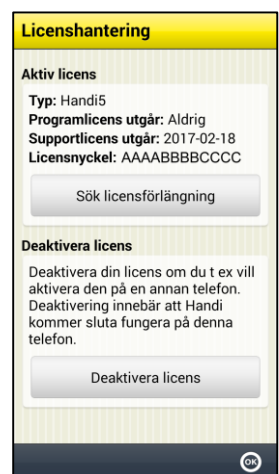 Licenshantering
Aktiv licens
Typ: Handi5
Programlicens utgår: Aldrig
Supportlicens utgår: 2017-02-18
Licensnyckel: AAAABBBBCCCC
Sök licensförlängning
Deaktivera licens
Deaktivera din licens om du t ex vill
aktivera den på en annan telefon.
Deaktivering innebär att Handi
kommer sluta fungera på denna
telefon.
Deaktivera licens
OK